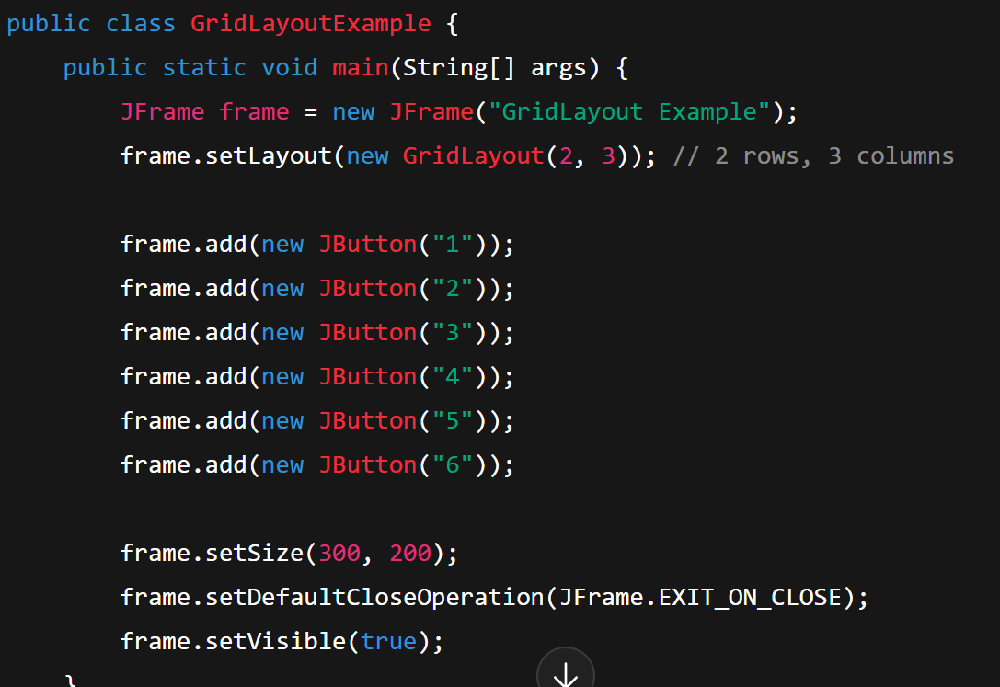 public class GridLayoutExample {
    public static void main(String[] args) {
        JFrame frame = new JFrame("GridLayout Example");
        frame.setLayout(new GridLayout(2, 3)); // 2 rows, 3 columns

        frame.add(new JButton("1"));
        frame.add(new JButton("2"));
        frame.add(new JButton("3"));
        frame.add(new JButton("4"));
        frame.add(new JButton("5"));
        frame.add(new JButton("6"));

        frame.setSize(300, 200);
        frame.setDefaultCloseOperation(JFrame.EXIT_ON_CLOSE);
        frame.setVisible(true);
    }